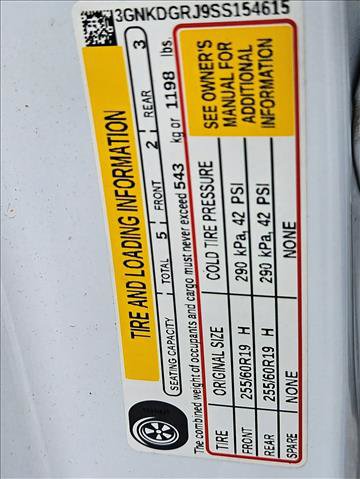 3GNKDGRJ9SS154615
TIRE AND LOADING INFORMATION
SEATING CAPACITY TOTAL 5 FRONT 2 REAR 3
The combined weight of occupants and cargo must never exceed 543 kg or 1198 lbs.
TIRE ORIGINAL SIZE COLD TIRE PRESSURE
FRONT 255/60R19 H 290 kPa, 42 PSI
REAR 255/60R19 H 290 kPa, 42 PSI
SPARE NONE NONE
SEE OWNER'S
MANUAL FOR
ADDITIONAL
INFORMATION